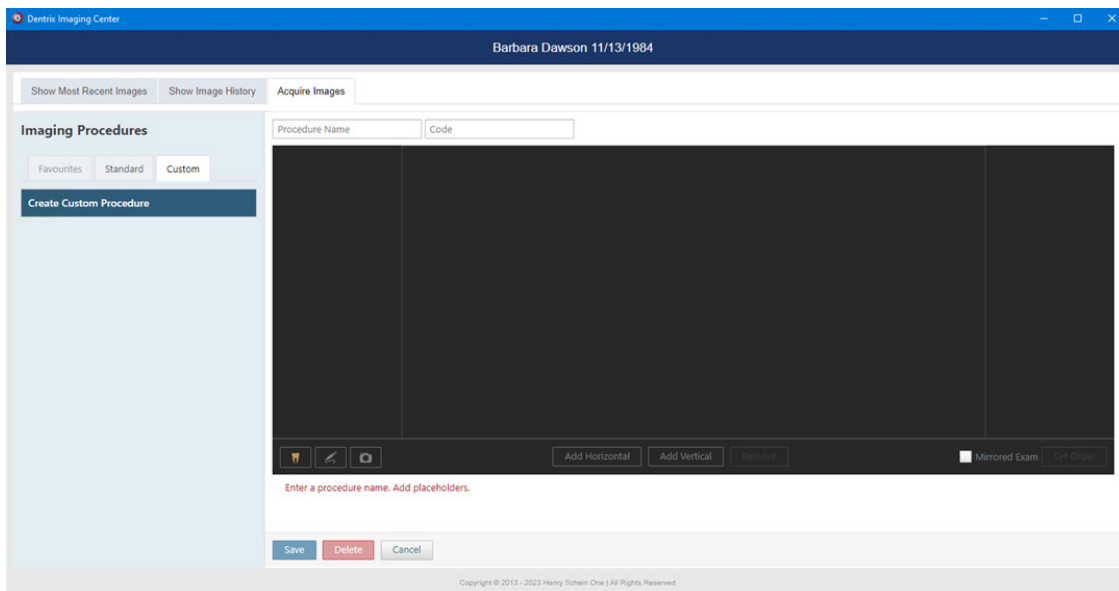 Dentrix Imaging Center
Barbara Dawson 11/13/1984
Show Most Recent Images Show Image History Acquire Images
Imaging Procedures
Procedure Name Code
Favourites Standard Custom
Create Custom Procedure
Add Horizontal Add Vertical Remove Mirrored Exam Set Order
Enter a procedure name. Add placeholders.
Save Delete Cancel
Copyright © 2013 - 2023 Henry Schein One | All Rights Reserved